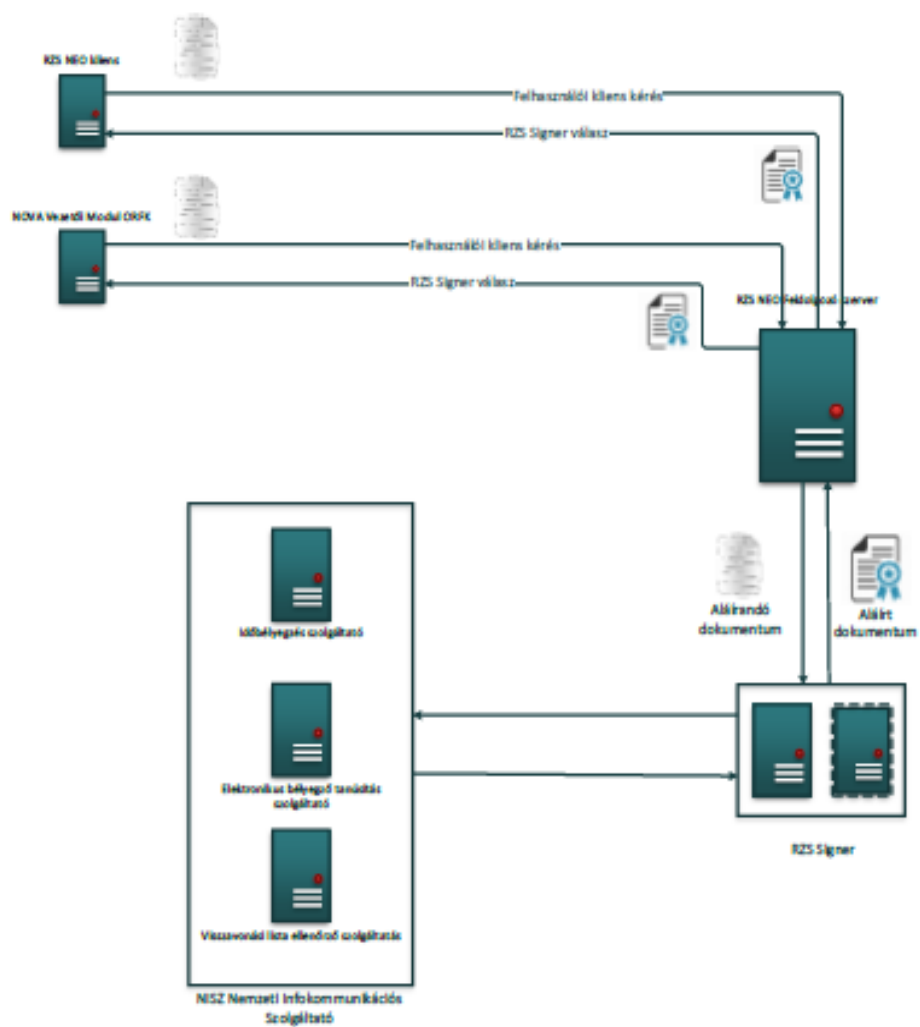 RZS NEO kliens
Felhasználói kliens kérés
RZS Signer válasz
NOVA Vezetői Modul ORFK
Felhasználói kliens kérés
RZS Signer válasz
RZS NEO Feldolgozó szerver
Aláírandó
dokumentum
Aláírt
dokumentum
Időbélyegzés szolgáltató
Elektronikus bélyegző tanúsítás
szolgáltató
Visszavonási lista ellenőrző szolgáltatás
RZS Signer
NISZ Nemzeti Infokommunikációs
Szolgáltató